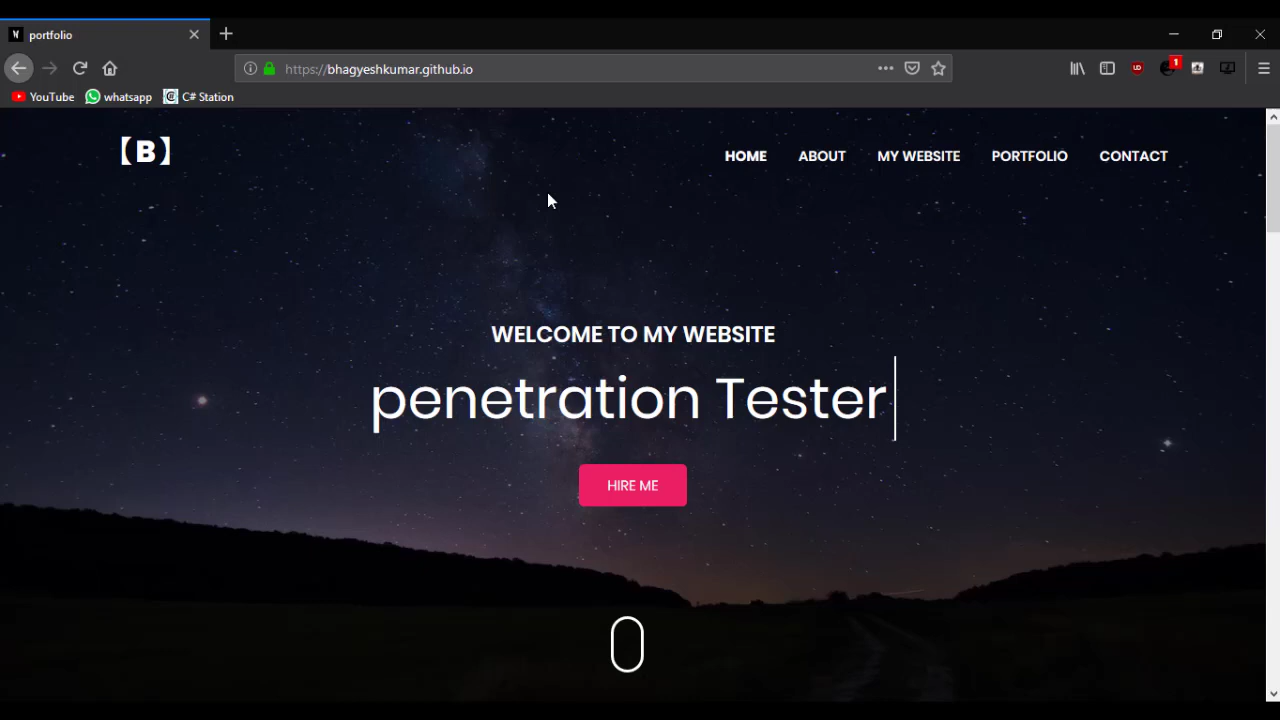 portfolio
https://bhagyeshkumar.github.io
YouTube whatsapp C# Station
【B】
HOME ABOUT MY WEBSITE PORTFOLIO CONTACT
WELCOME TO MY WEBSITE
penetration Tester
HIRE ME